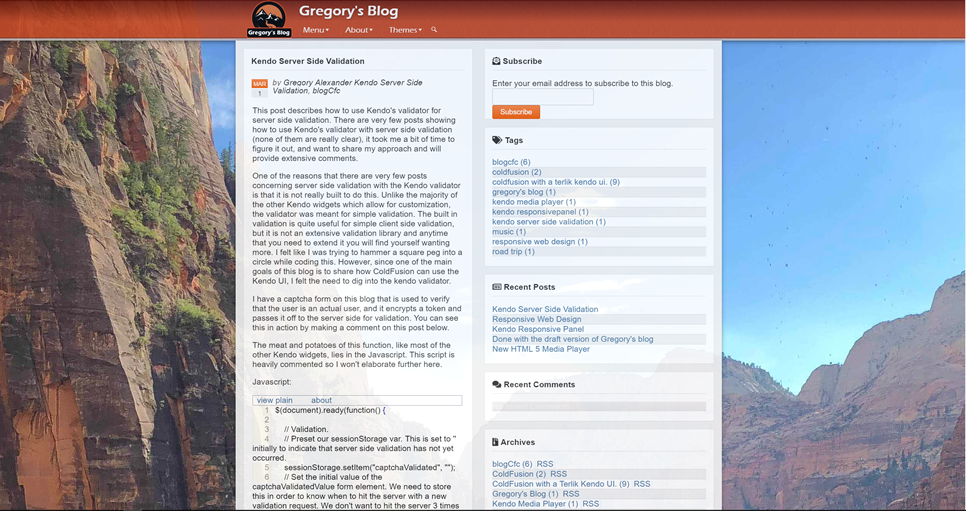 Gregory's Blog
Gregory's Blog
Menu
About
Themes
Kendo Server Side Validation
MAR
1
by Gregory Alexander Kendo Server Side
Validation, blogCfc
This post describes how to use Kendo's validator for
server side validation. There are very few posts showing
how to use Kendo's validator with server side validation
(none of them are really clear), it took me a bit of time to
figure it out, and want to share my approach and will
provide extensive comments.
One of the reasons that there are very few posts
concerning server side validation with the Kendo validator
is that it is not really built to do this. Unlike the majority of
the other Kendo widgets which allow for customization,
the validator was meant for simple validation. The built in
validation is quite useful for simple client side validation,
but it is not an extensive validation library and anytime
that you need to extend it you will find yourself wanting
more. I felt like I was trying to hammer a square peg into a
circle while coding this. However, since one of the main
goals of this blog is to share how ColdFusion can use the
Kendo UI, I felt the need to dig into the kendo validator.
I have a captcha form on this blog that is used to verify
that the user is an actual user, and it encrypts a token and
passes it off to the server side for validation. You can see
this in action by making a comment on this post below.
The meat and potatoes of this function, like most of the
other Kendo widgets, lies in the Javascript. This script is
heavily commented so I won't elaborate further here.
Javascript:
view plain about
1 $(document).ready(function() {
2
3 // Validation.
4 // Preset our sessionStorage var. This is set to ''
initially to indicate that server side validation has not yet
occurred.
5 sessionStorage.setItem("captchaValidated", "");
6 // Set the initial value of the
captchaValidatedValue form element. We need to store
this in order to know when to hit the server with a new
validation request. We don't want to hit the server 3 times
Subscribe
Enter your email address to subscribe to this blog.
Subscribe
Tags
blogcfc (6)
coldfusion (2)
coldfusion with a terlik kendo ui. (9)
gregory's blog (1)
kendo media player (1)
kendo responsivepanel (1)
kendo server side validation (1)
music (1)
responsive web design (1)
road trip (1)
Recent Posts
Kendo Server Side Validation
Responsive Web Design
Kendo Responsive Panel
Done with the draft version of Gregory's blog
New HTML 5 Media Player
Recent Comments
Archives
blogCfc (6) RSS
ColdFusion (2) RSS
ColdFusion with a Terlik Kendo UI. (9) RSS
Gregory's Blog (1) RSS
Kendo Media Player (1) RSS